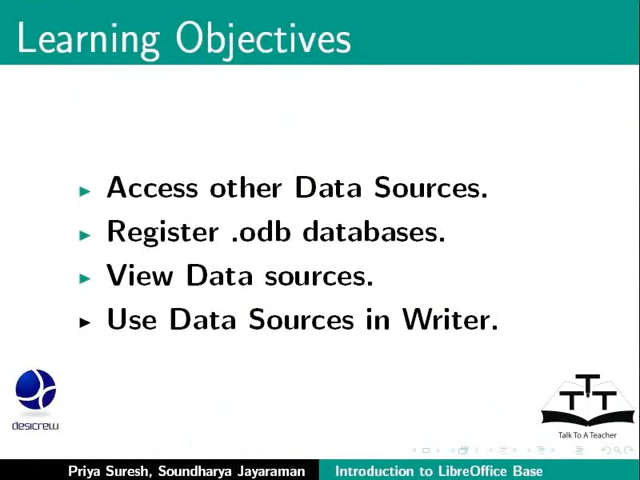 Learning Objectives
Access other Data Sources.
Register .odb databases.
View Data sources.
Use Data Sources in Writer.
desicrew
T T T
Talk To A Teacher
Priya Suresh, Soundharya Jayaraman Introduction to LibreOffice Base